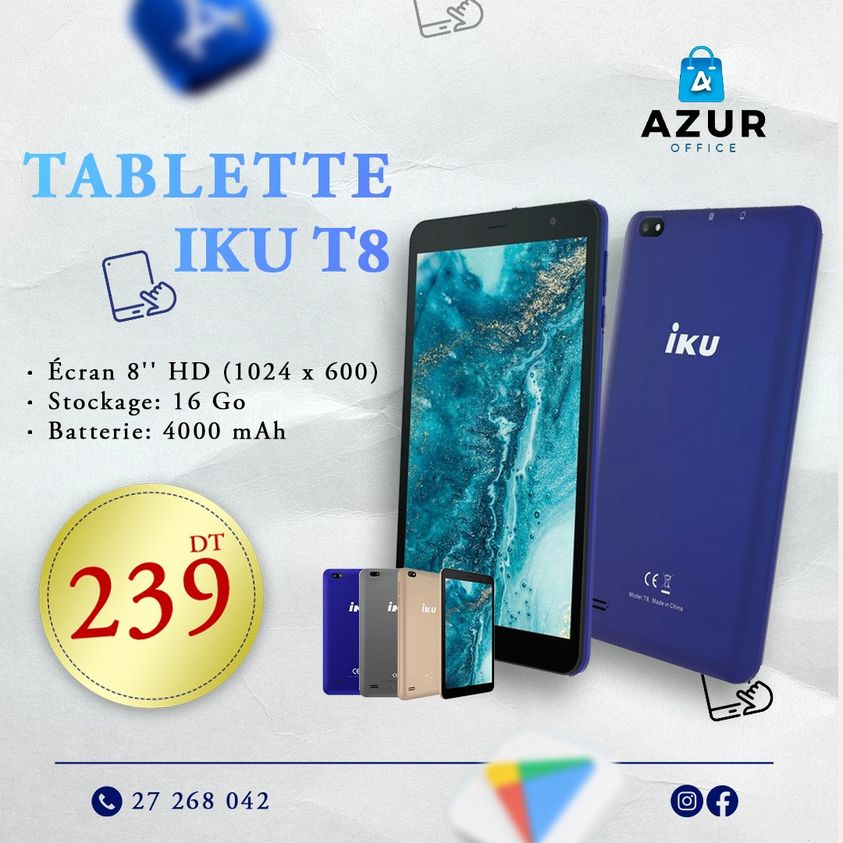 AZUR
OFFICE
TABLETTE
IKU T8
· Écran 8'' HD (1024 x 600)
· Stockage: 16 Go
· Batterie: 4000 mAh
239 DT
iKU
CE
Model T8, Made in China
iKU
27 268 042